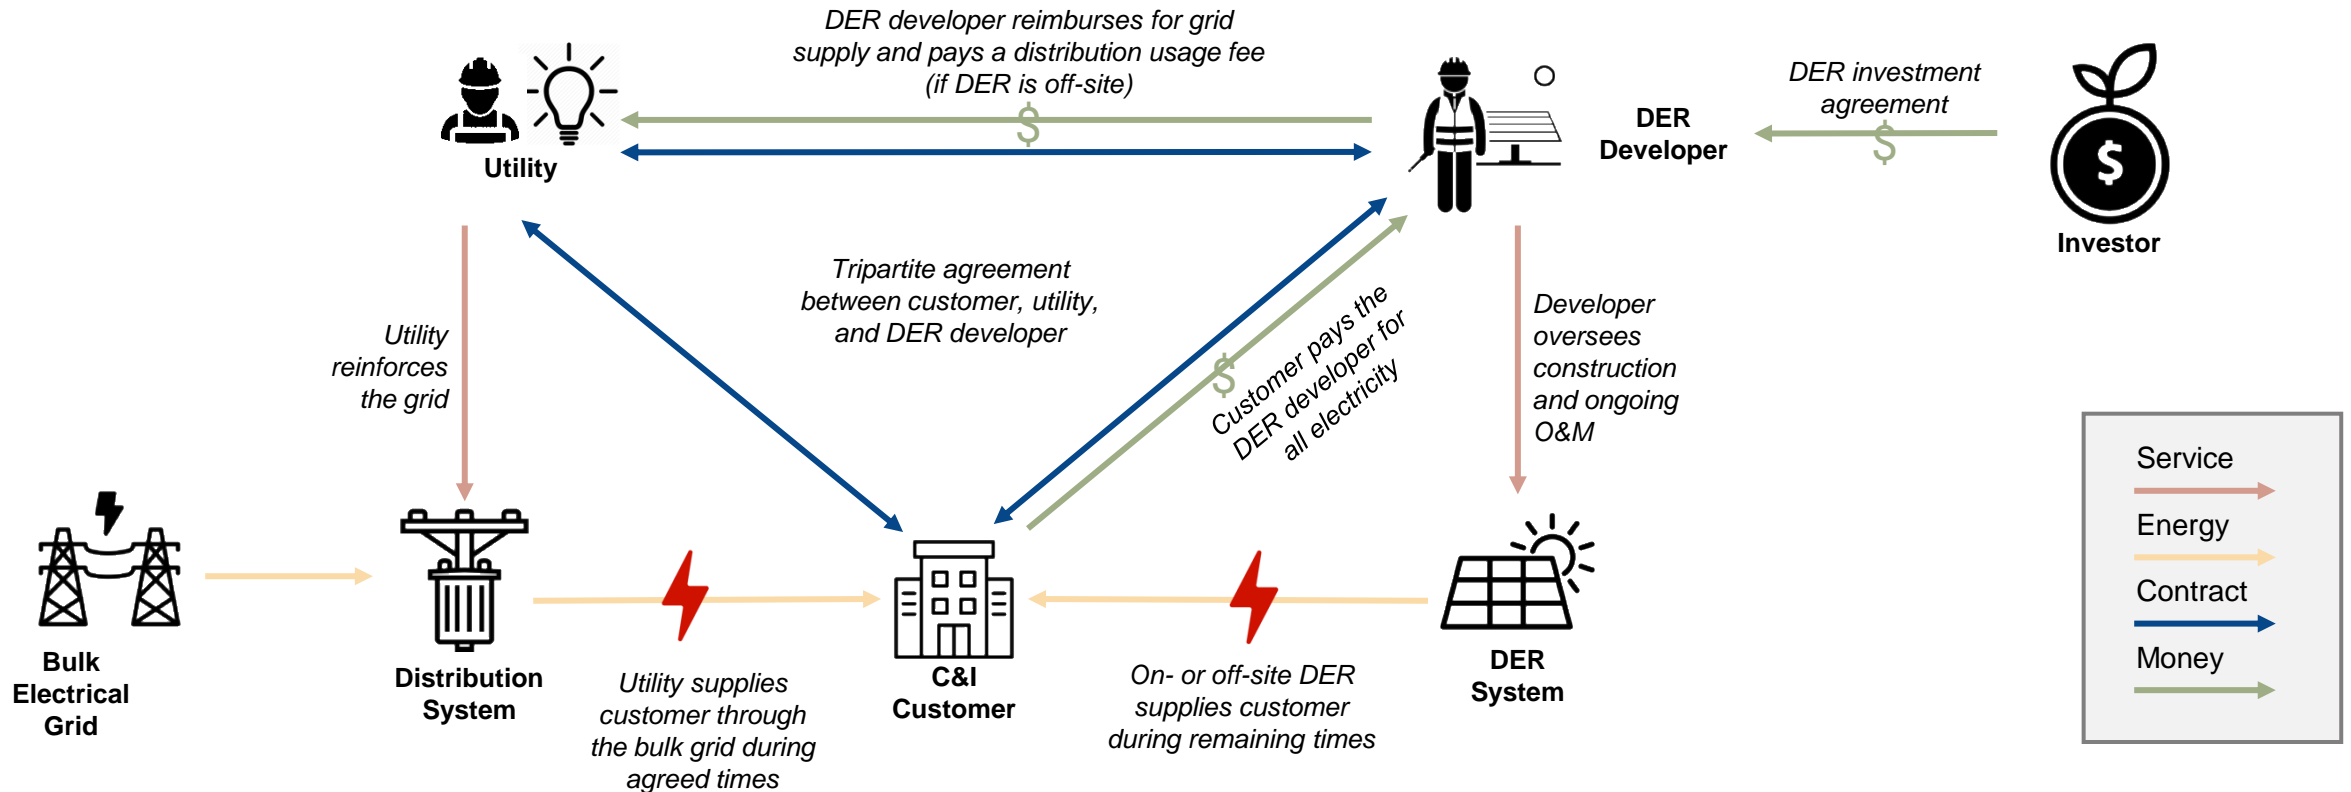 DER developer reimburses for grid
supply and pays a distribution usage fee
(if DER is off-site)
$
Utility
DER
Developer
DER investment
agreement
$
$
Investor
Tripartite agreement
between customer, utility,
and DER developer
Utility
reinforces
the grid
$
Customer pays the
DER developer for
all electricity
Developer
oversees
construction
and ongoing
O&M
Service
Energy
Contract
Money
Bulk
Electrical
Grid
Distribution
System
Utility supplies
customer through
the bulk grid during
agreed times
C&I
Customer
On- or off-site DER
supplies customer
during remaining times
DER
System